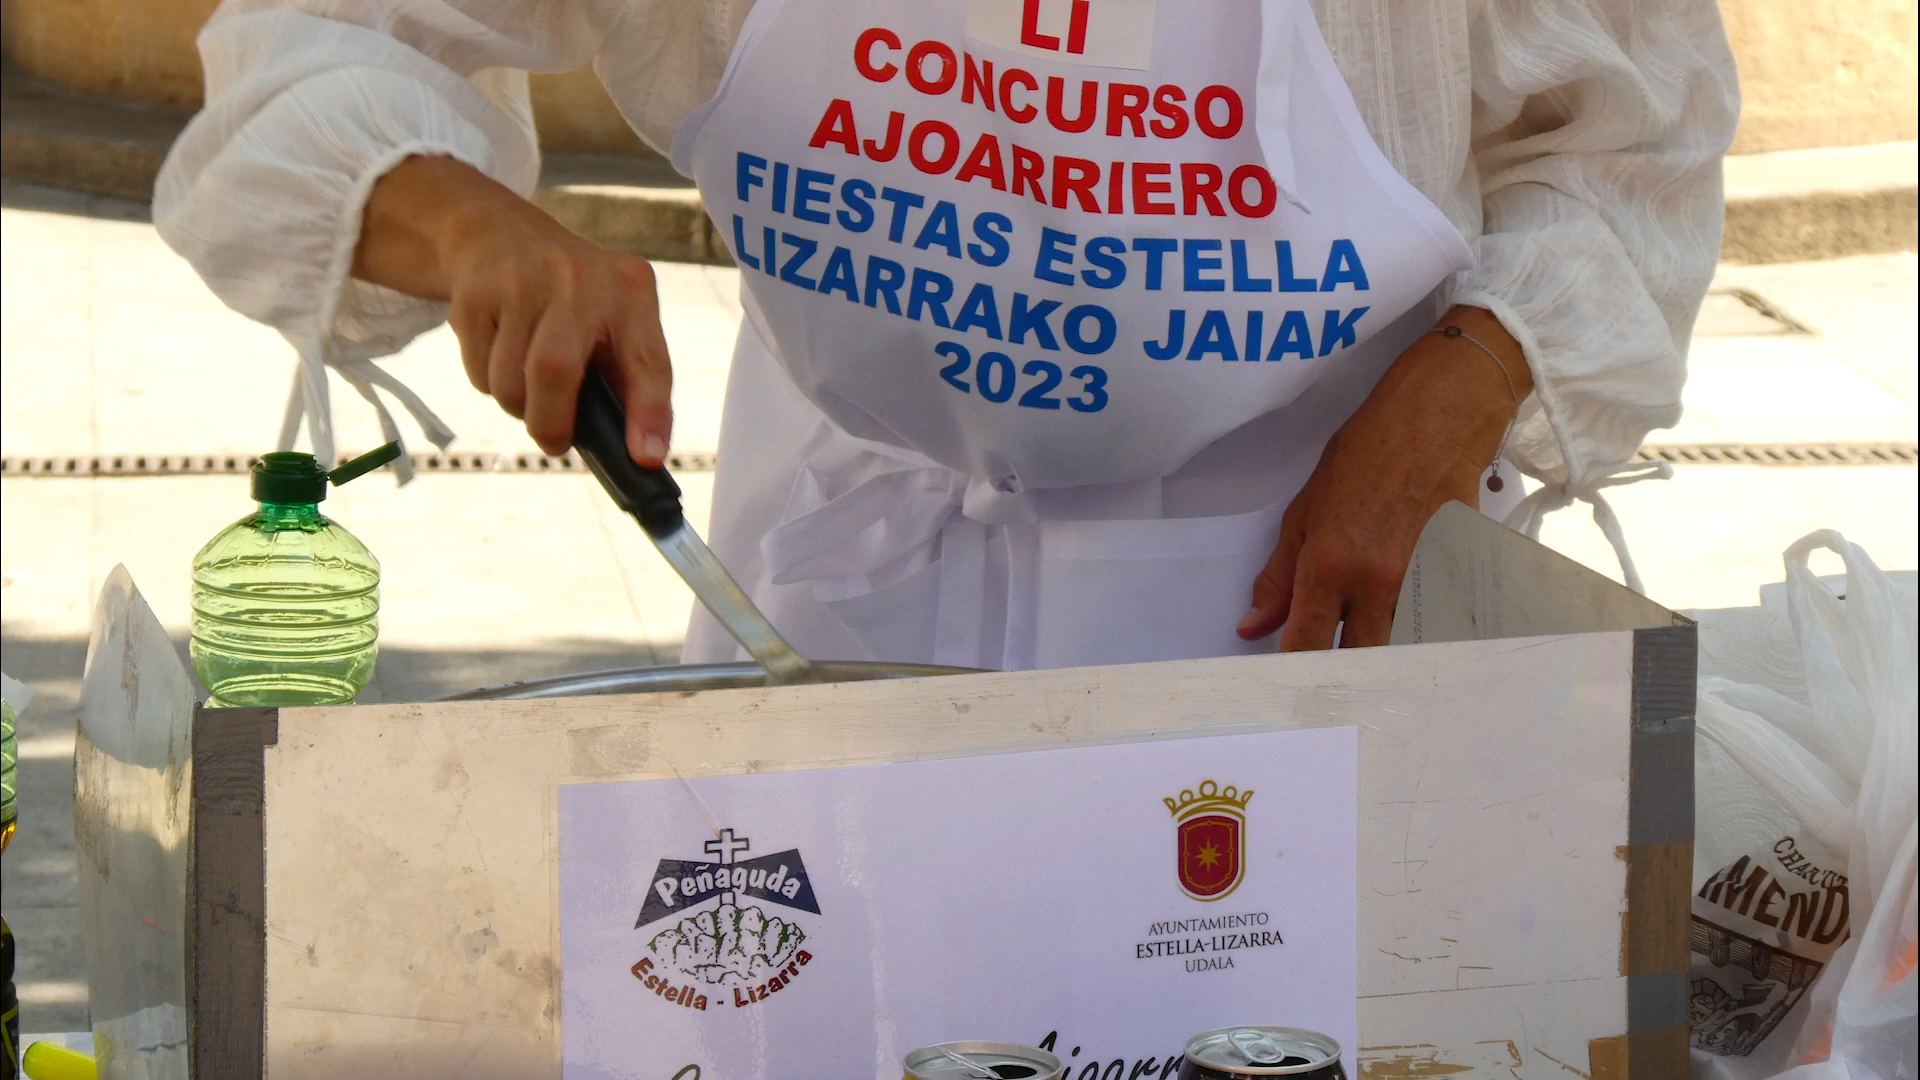 LI
CONCURSO
AJOARRIERO
FIESTAS ESTELLA
LIZARRAKO JAIAK
2023
Peñaguda
Estella - Lizarra
AYUNTAMIENTO
ESTELLA-LIZARRA
UDALA